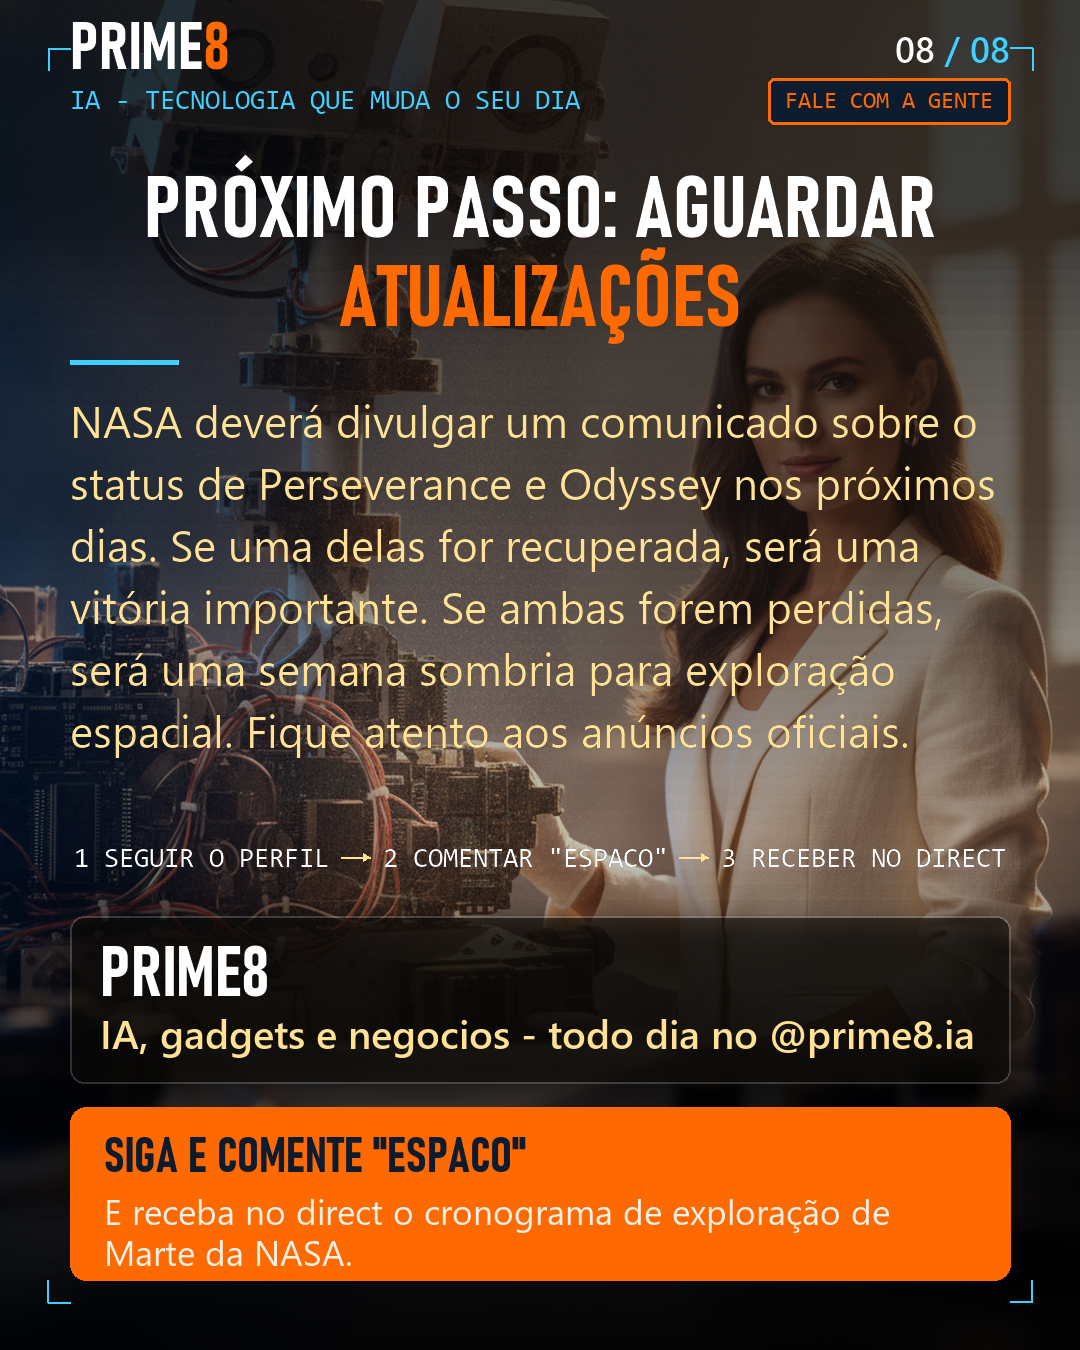 PRIME8
08 / 08
IA - TECNOLOGIA QUE MUDA O SEU DIA
FALE COM A GENTE
PRÓXIMO PASSO: AGUARDAR
ATUALIZAÇÕES
NASA deverá divulgar um comunicado sobre o
status de Perseverance e Odyssey nos próximos
dias. Se uma delas for recuperada, será uma
vitória importante. Se ambas forem perdidas,
será uma semana sombria para exploração
espacial. Fique atento aos anúncios oficiais.
1 SEGUIR O PERFIL → 2 COMENTAR "ESPACO" → 3 RECEBER NO DIRECT
PRIME8
IA, gadgets e negocios - todo dia no @prime8.ia
SIGA E COMENTE "ESPACO"
E receba no direct o cronograma de exploração de
Marte da NASA.